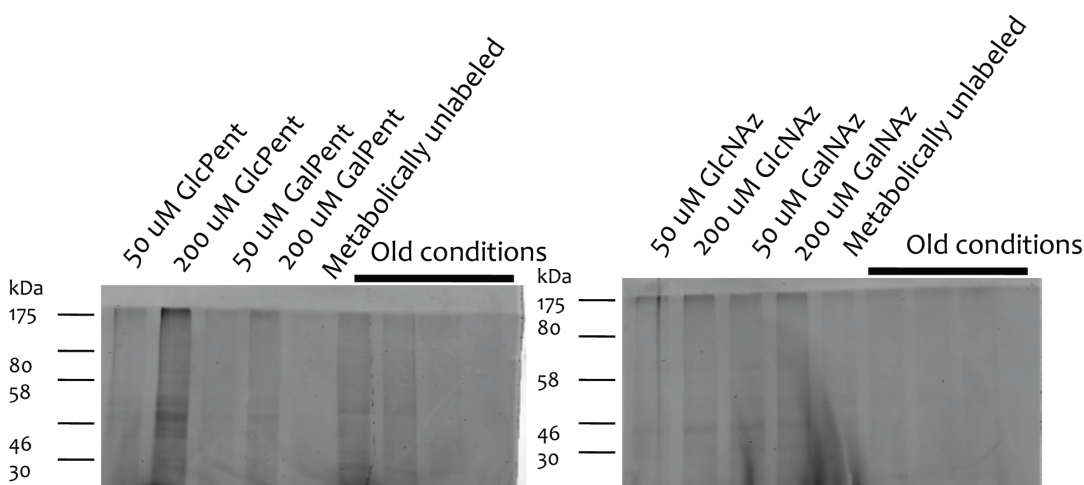 50 uM GlcPent
200 uM GlcPent
50 uM GalPent
200 uM GalPent
Metabolically unlabeled
Old conditions
kDa
175
80
58
46
30
50 uM GlcNAz
200 uM GlcNAz
50 uM GalNAz
200 uM GalNAz
Metabolically unlabeled
Old conditions
kDa
175
80
58
46
30